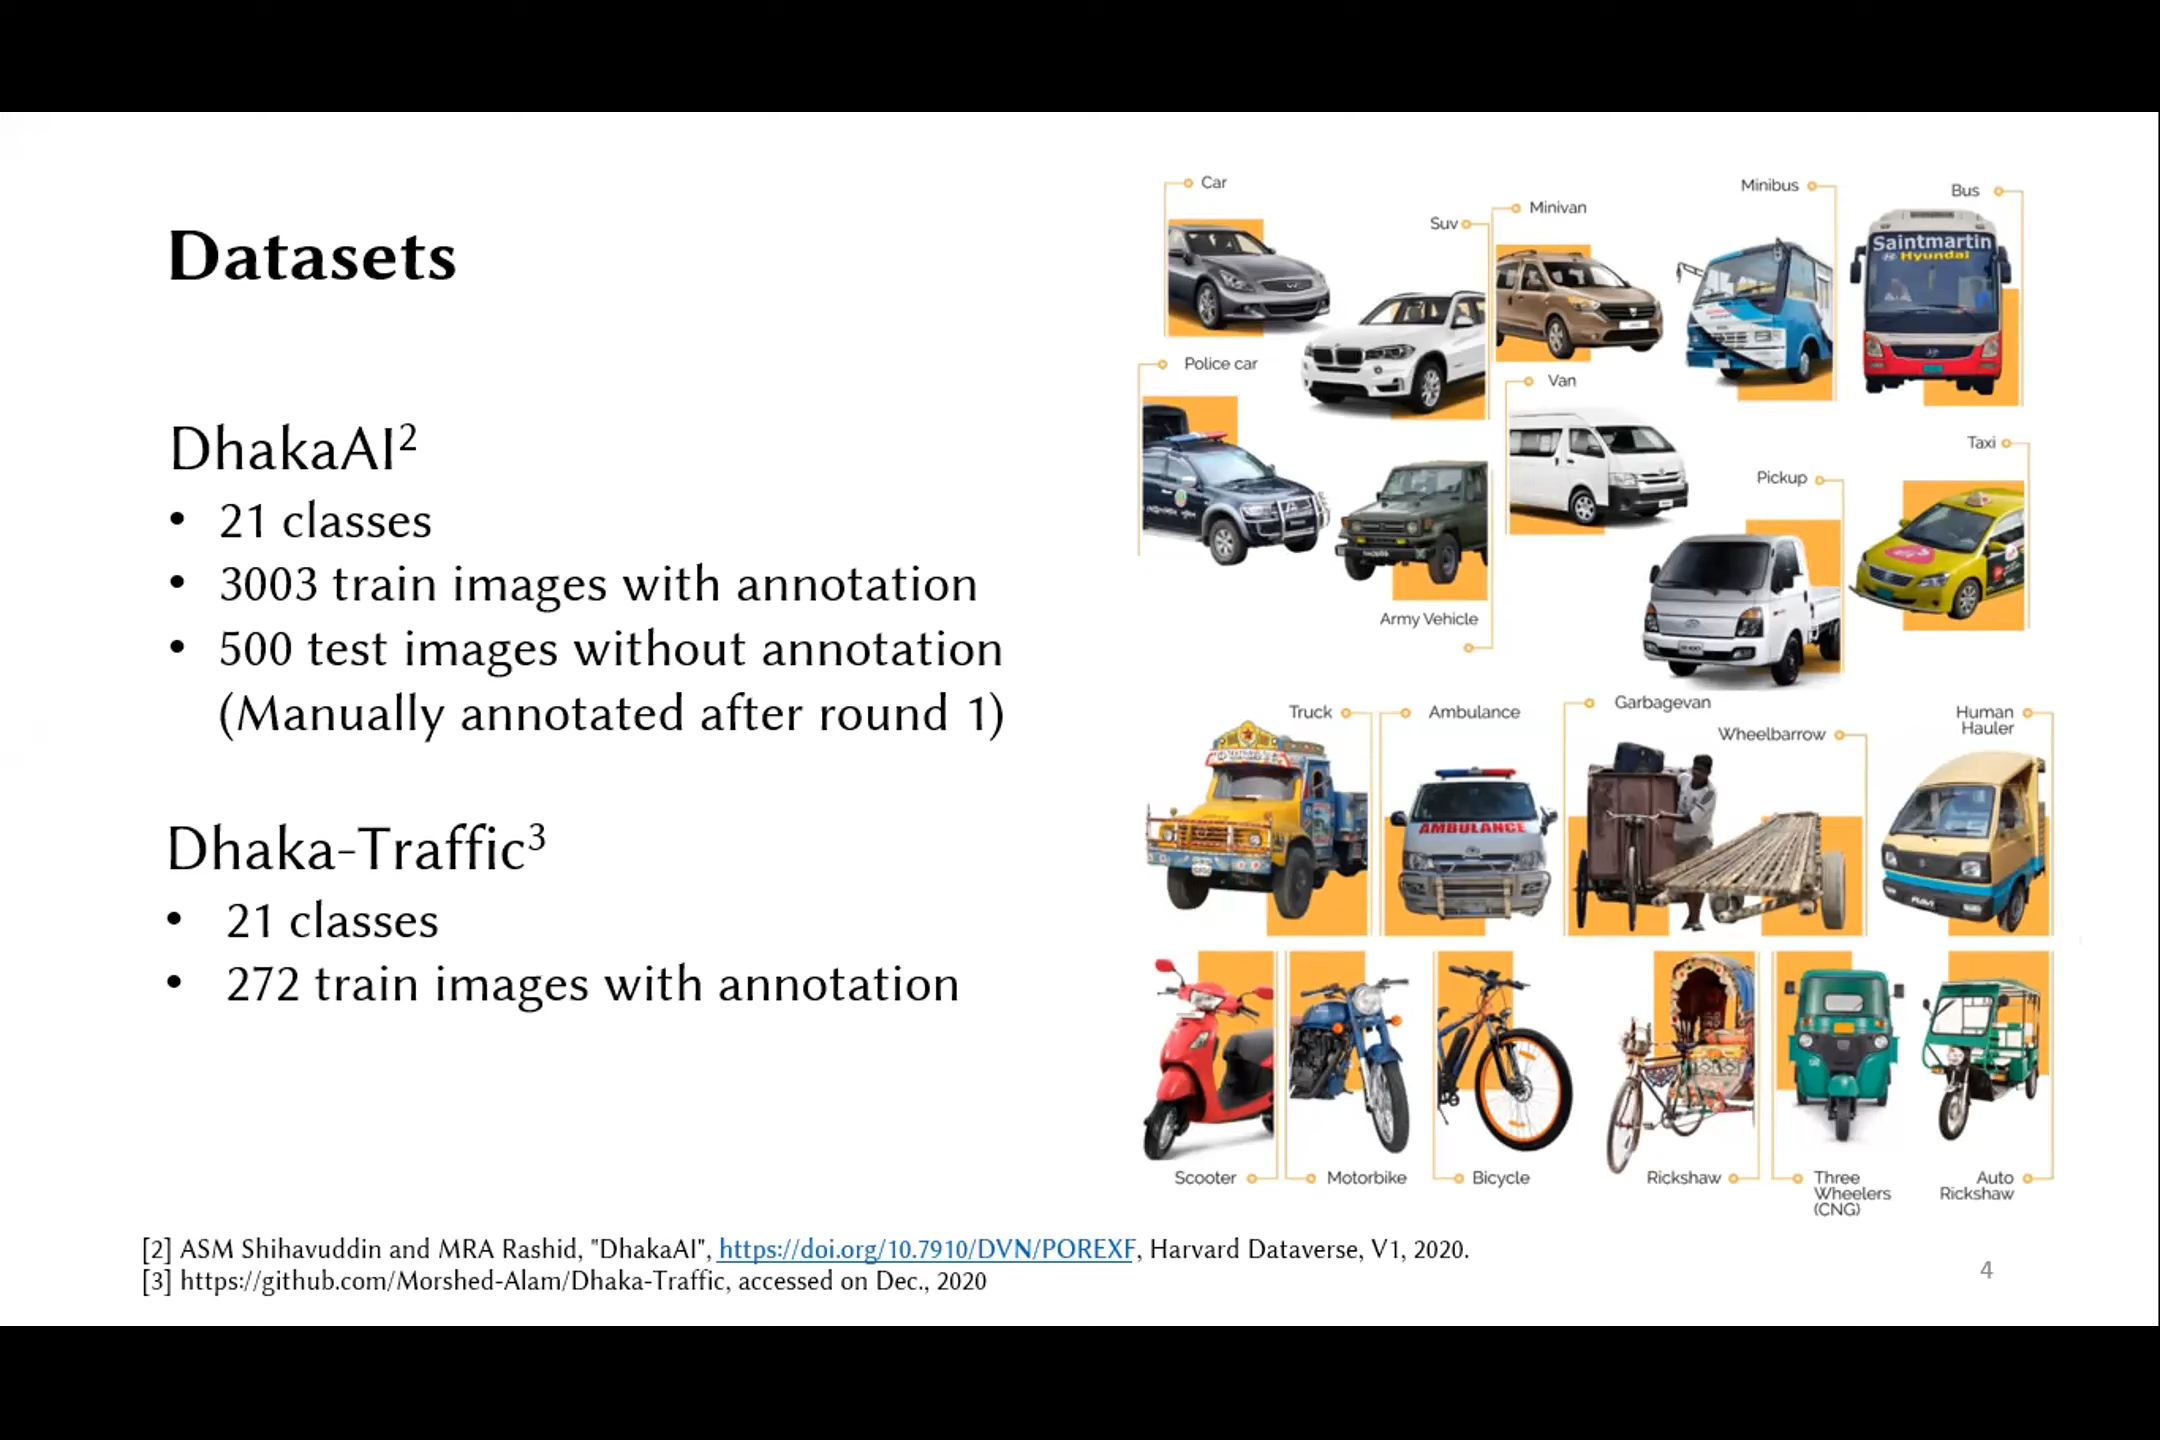 Datasets
DhakaAI²
• 21 classes
• 3003 train images with annotation
• 500 test images without annotation
(Manually annotated after round 1)
Dhaka-Traffic³
• 21 classes
• 272 train images with annotation
Car
Suv
Minivan
Minibus
Bus
Saintmartin
Hyundai
Police car
Van
Pickup
Taxi
Army Vehicle
Truck
Ambulance
Garbagevan
Wheelbarrow
Human
Hauler
AMBULANCE
Scooter
Motorbike
Bicycle
Rickshaw
Three
Wheelers
(CNG)
Auto
Rickshaw
[2] ASM Shihavuddin and MRA Rashid, "DhakaAI", https://doi.org/10.7910/DVN/POREXF, Harvard Dataverse, V1, 2020.
[3] https://github.com/Morshed-Alam/Dhaka-Traffic, accessed on Dec., 2020
4